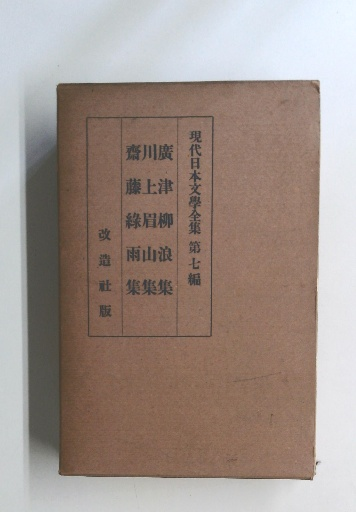 現代日本文學全集 第七編
廣津柳浪集
川上眉山集
齋藤綠雨集
改造社版